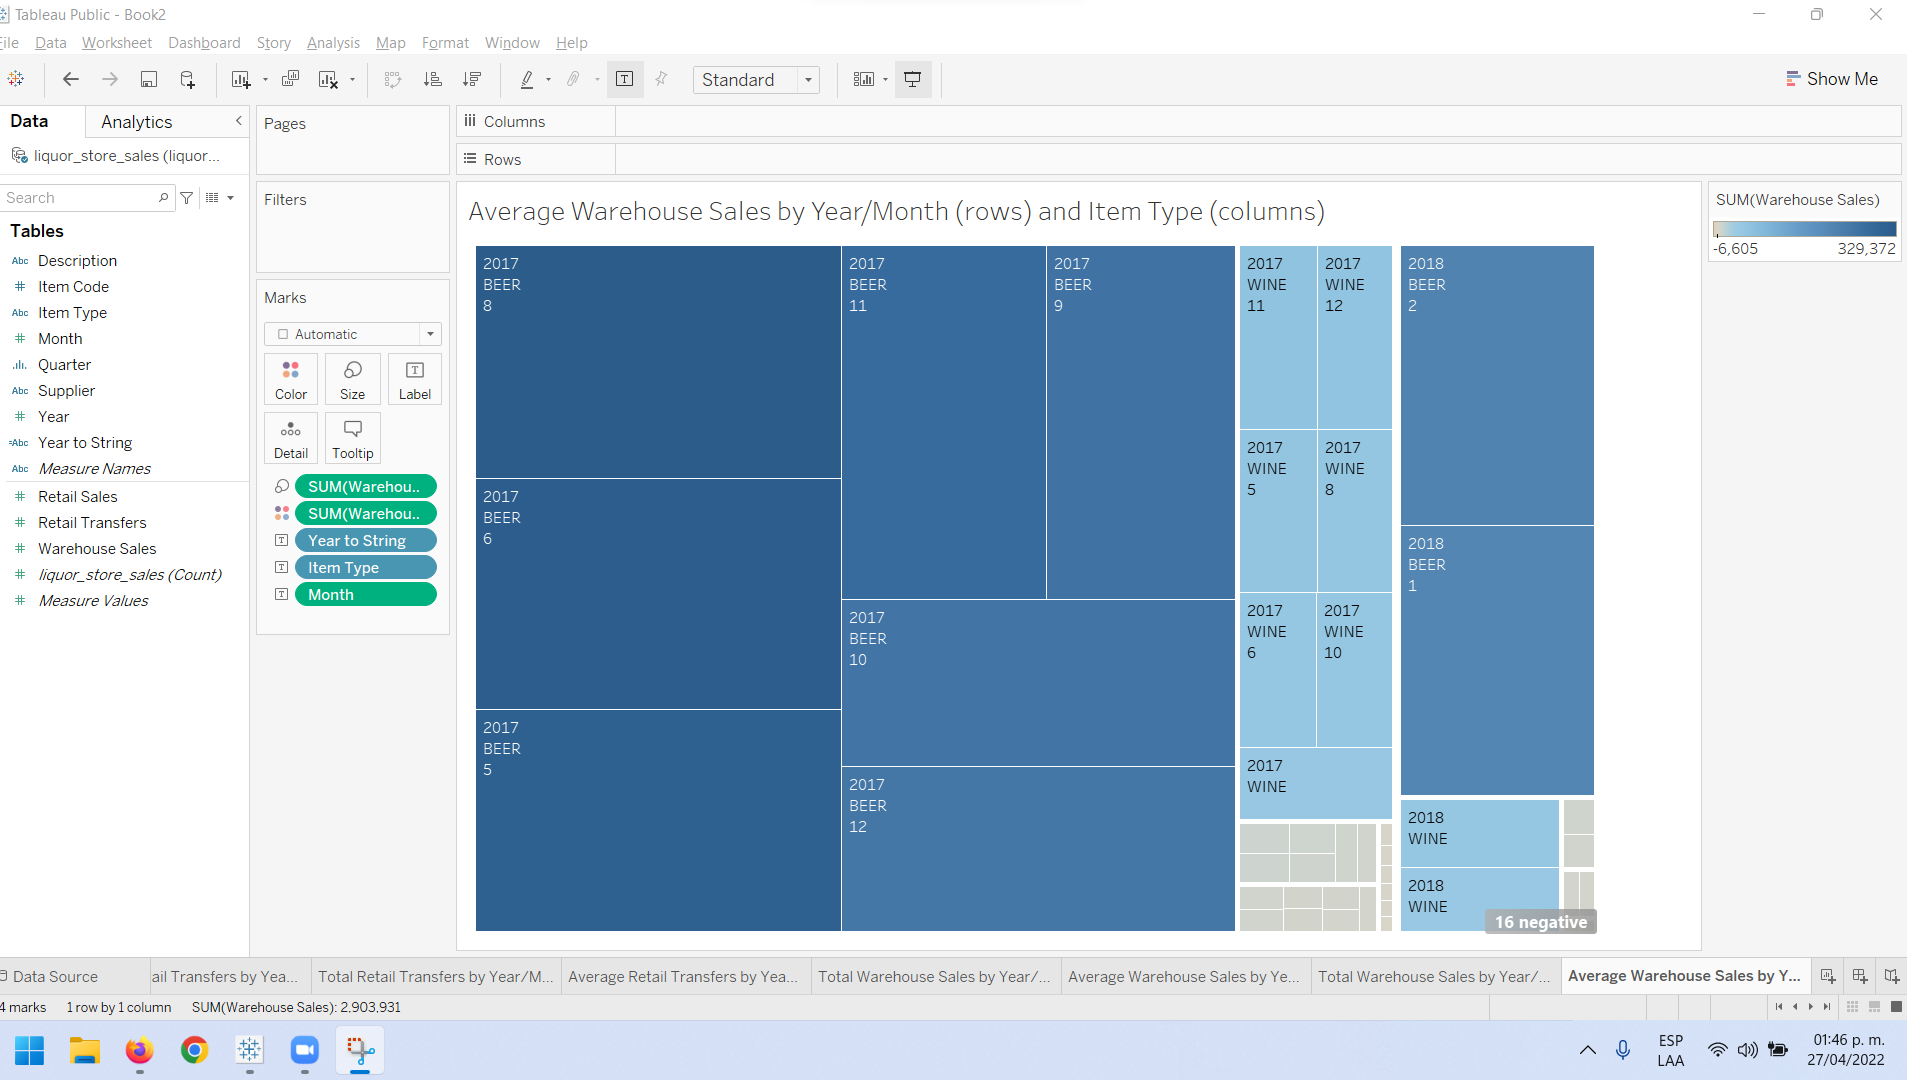 Tableau Public - Book2
ile Data Worksheet Dashboard Story Analysis Map Format Window Help
Standard
Show Me
Data
Analytics
liquor_store_sales (liquor...
Search
Tables
Abc Description
# Item Code
Abc Item Type
# Month
Quarter
Abc Supplier
# Year
=Abc Year to String
Abc Measure Names
# Retail Sales
# Retail Transfers
# Warehouse Sales
# liquor_store_sales (Count)
# Measure Values
Pages
Filters
Marks
Automatic
Color
Size
Label
Detail
Tooltip
SUM(Warehou..
SUM(Warehou..
Year to String
Item Type
Month
Columns
Rows
Average Warehouse Sales by Year/Month (rows) and Item Type (columns)
2017
BEER
8
2017
BEER
6
2017
BEER
5
2017
BEER
11
2017
BEER
9
2017
BEER
10
2017
BEER
12
2017
WINE
11
2017
WINE
12
2017
WINE
5
2017
WINE
8
2017
WINE
6
2017
WINE
10
2017
WINE
2018
BEER
2
2018
BEER
1
2018
WINE
2018
WINE
16 negative
SUM(Warehouse Sales)
-6,605 329,372
Data Source
ail Transfers by Yea...
Total Retail Transfers by Year/M...
Average Retail Transfers by Yea...
Total Warehouse Sales by Year/...
Average Warehouse Sales by Ye...
Total Warehouse Sales by Year/...
Average Warehouse Sales by Y...
4 marks 1 row by 1 column SUM(Warehouse Sales): 2,903,931
ESP
LAA
01:46 p. m.
27/04/2022